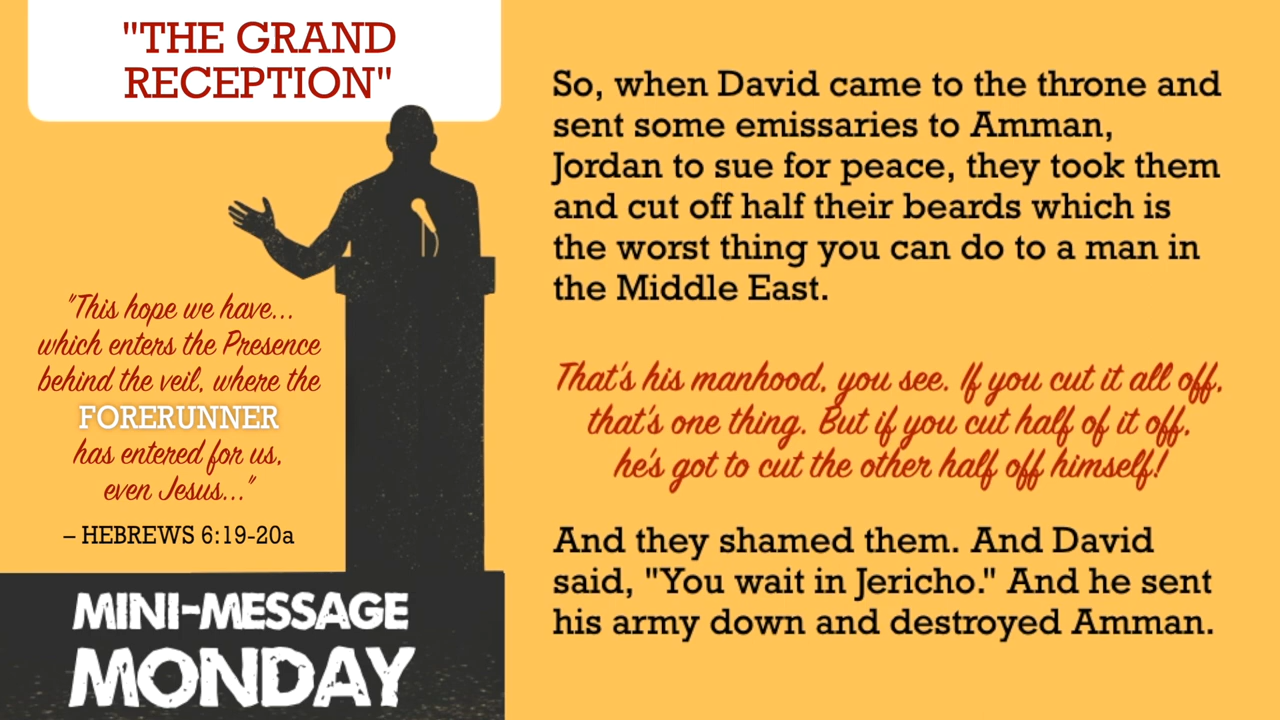 "THE GRAND
RECEPTION"
"This hope we have...
which enters the Presence
behind the veil, where the
FORERUNNER
has entered for us,
even Jesus..."
– HEBREWS 6:19-20a
MINI-MESSAGE
MONDAY
So, when David came to the throne and
sent some emissaries to Amman,
Jordan to sue for peace, they took them
and cut off half their beards which is
the worst thing you can do to a man in
the Middle East.
That's his manhood, you see. If you cut it all off,
that's one thing. But if you cut half of it off,
he's got to cut the other half off himself!
And they shamed them. And David
said, "You wait in Jericho." And he sent
his army down and destroyed Amman.